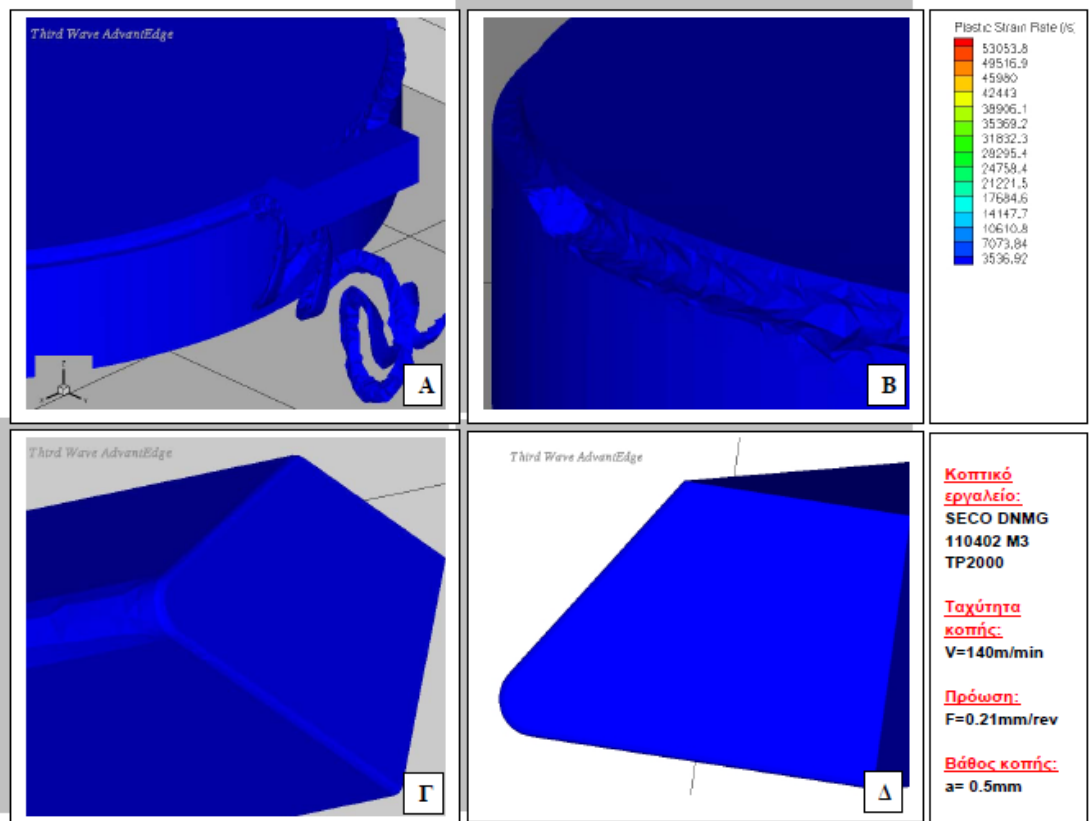 Third Wave AdvantEdge
A
B
Plastic Strain Rate (/s)
53053.8
49516.9
45980
42443
38906.1
35369.2
31832.3
28295.4
24758.4
21221.5
17684.6
14147.7
10610.8
7073.84
3536.92
Third Wave AdvantEdge
Γ
Third Wave AdvantEdge
Δ
Κοπτικό
εργαλείο:
SECO DNMG
110402 M3
TP2000
Ταχύτητα
κοπής:
V=140m/min
Πρόωση:
F=0.21mm/rev
Βάθος κοπής:
a= 0.5mm